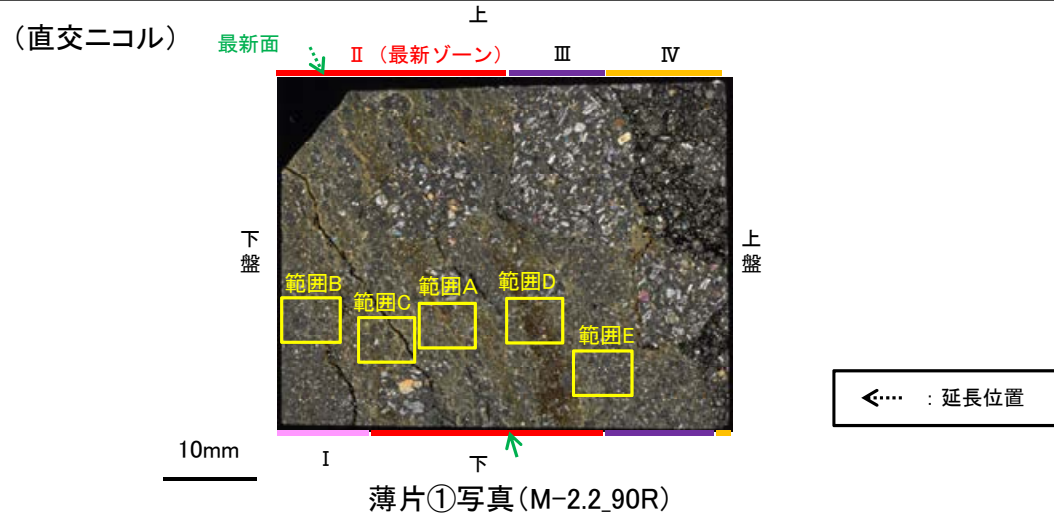 上
(直交ニコル)
最新面
Ⅱ (最新ゾーン)
Ⅲ
Ⅳ
下盤
上盤
範囲B
範囲C
範囲A
範囲D
範囲E
:延長位置
10mm
Ⅰ
下
薄片①写真(M-2.2_90R)